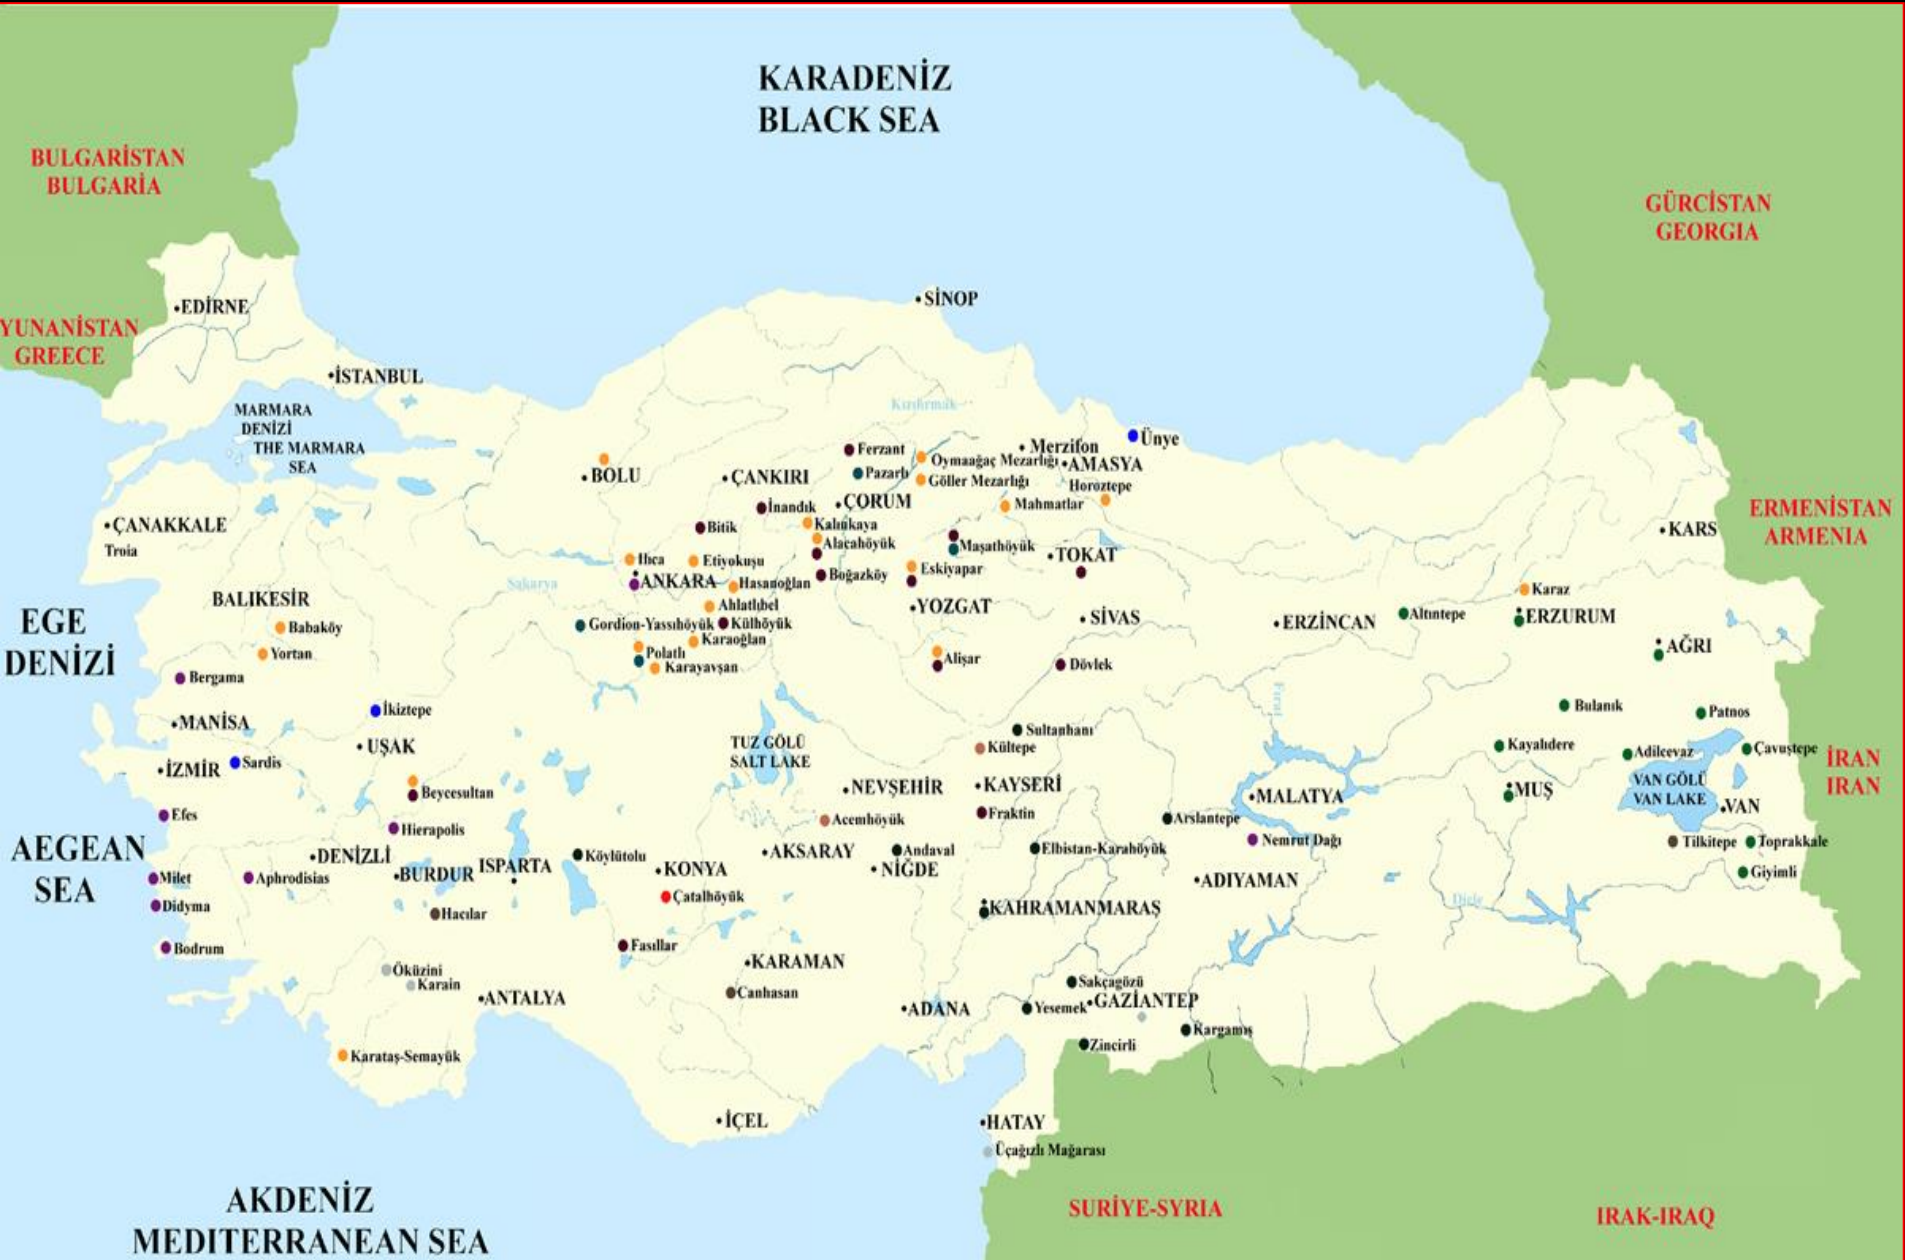 KARADENİZ
BLACK SEA
BULGARİSTAN
BULGARIA
GÜRCİSTAN
GEORGIA
YUNANİSTAN
GREECE
ERMENİSTAN
ARMENIA
İRAN
IRAN
EGE
DENİZİ
AEGEAN
SEA
AKDENİZ
MEDITERRANEAN SEA
SURİYE-SYRIA
IRAK-IRAQ
EDİRNE
İSTANBUL
MARMARA
DENİZİ
THE MARMARA
SEA
SİNOP
Kızılırmak
Ferzant
Merzifon
Ünye
BOLU
ÇANKIRI
Pazarlı
Oymaağaç Mezarlığı
AMASYA
Göller Mezarlığı
Horoztepe
İnandık
ÇORUM
Mahmatlar
ÇANAKKALE
Troia
Bitik
Kalınkaya
Alacahöyük
Maşathöyük
TOKAT
KARS
Ilıca
Etiyokuşu
Sakarya
ANKARA
Hasanoğlan
Boğazköy
Eskiyapar
Karaz
BALIKESİR
Ahlatlıbel
YOZGAT
Altıntepe
ERZURUM
Babaköy
Gordion-Yassıhöyük
Külhöyük
SİVAS
ERZİNCAN
Yortan
Polatlı
Karaoğlan
Karayavşan
Alişar
Dövlek
AĞRI
Bergama
İkiztepe
Fırat
Bulanık
Patnos
MANİSA
UŞAK
TUZ GÖLÜ
SALT LAKE
Sultanhanı
Kültepe
Kayalıdere
Adilcevaz
Çavuştepe
İZMİR
Sardis
Beycesultan
NEVŞEHİR
KAYSERİ
MALATYA
MUŞ
VAN GÖLÜ
VAN LAKE
VAN
Efes
Hierapolis
Acemhöyük
Fraktin
Arslantepe
Nemrut Dağı
Tilkitepe
Toprakkale
DENİZLİ
BURDUR
ISPARTA
Köylütolu
KONYA
AKSARAY
Andaval
NİĞDE
Elbistan-Karahöyük
ADIYAMAN
Giyimli
Milet
Aphrodisias
Didyma
Hacılar
Çatalhöyük
KAHRAMANMARAŞ
Dicle
Bodrum
Fasıllar
Öküzini
Karain
KARAMAN
Canhasan
ANTALYA
ADANA
Sakçagözü
Yesemek
GAZİANTEP
Kargamış
Zincirli
Karataş-Semayük
İÇEL
HATAY
Üçağızlı Mağarası